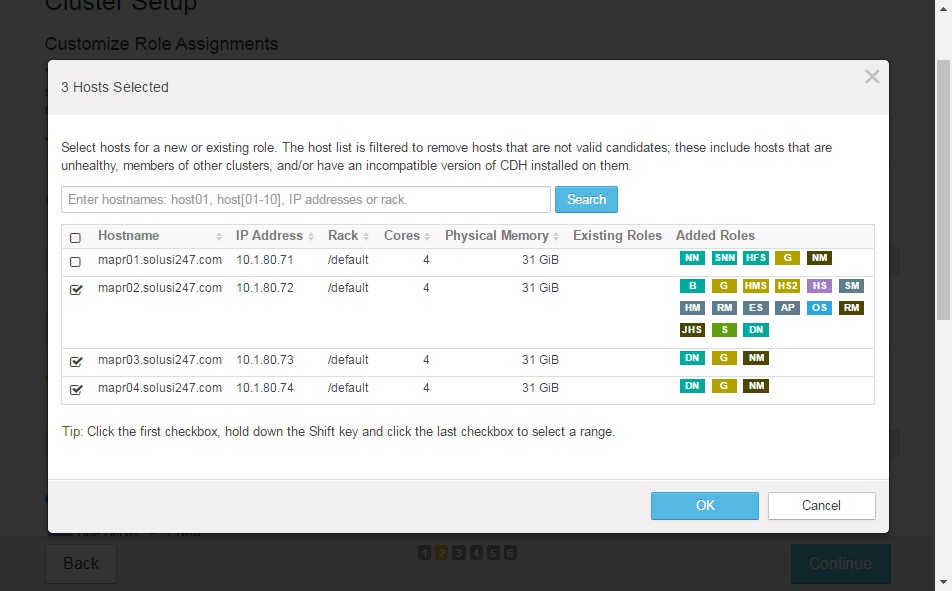 Cluster Setup
Customize Role Assignments
3 Hosts Selected
Select hosts for a new or existing role. The host list is filtered to remove hosts that are not valid candidates; these include hosts that are
unhealthy, members of other clusters, and/or have an incompatible version of CDH installed on them.
Enter hostnames: host01, host[01-10], IP addresses or rack. Search
Hostname IP Address Rack Cores Physical Memory Existing Roles Added Roles
mapr01.solusi247.com 10.1.80.71 /default 4 31 GiB NN SNN HFS G NM
mapr02.solusi247.com 10.1.80.72 /default 4 31 GiB B G HMS HS2 HS SM
HM RM ES AP OS RM
JHS S DN
mapr03.solusi247.com 10.1.80.73 /default 4 31 GiB DN G NM
mapr04.solusi247.com 10.1.80.74 /default 4 31 GiB DN G NM
Tip: Click the first checkbox, hold down the Shift key and click the last checkbox to select a range.
OK Cancel
Back 1 2 3 4 5 6 Continue